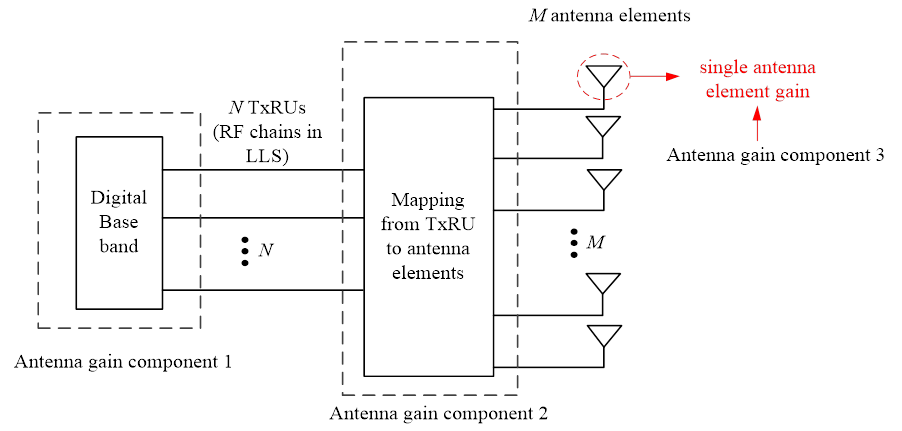 M antenna elements
single antenna
element gain
Antenna gain component 3
N TxRUs
(RF chains in
LLS)
Digital
Base
band
N
Mapping
from TxRU
to antenna
elements
M
Antenna gain component 1
Antenna gain component 2